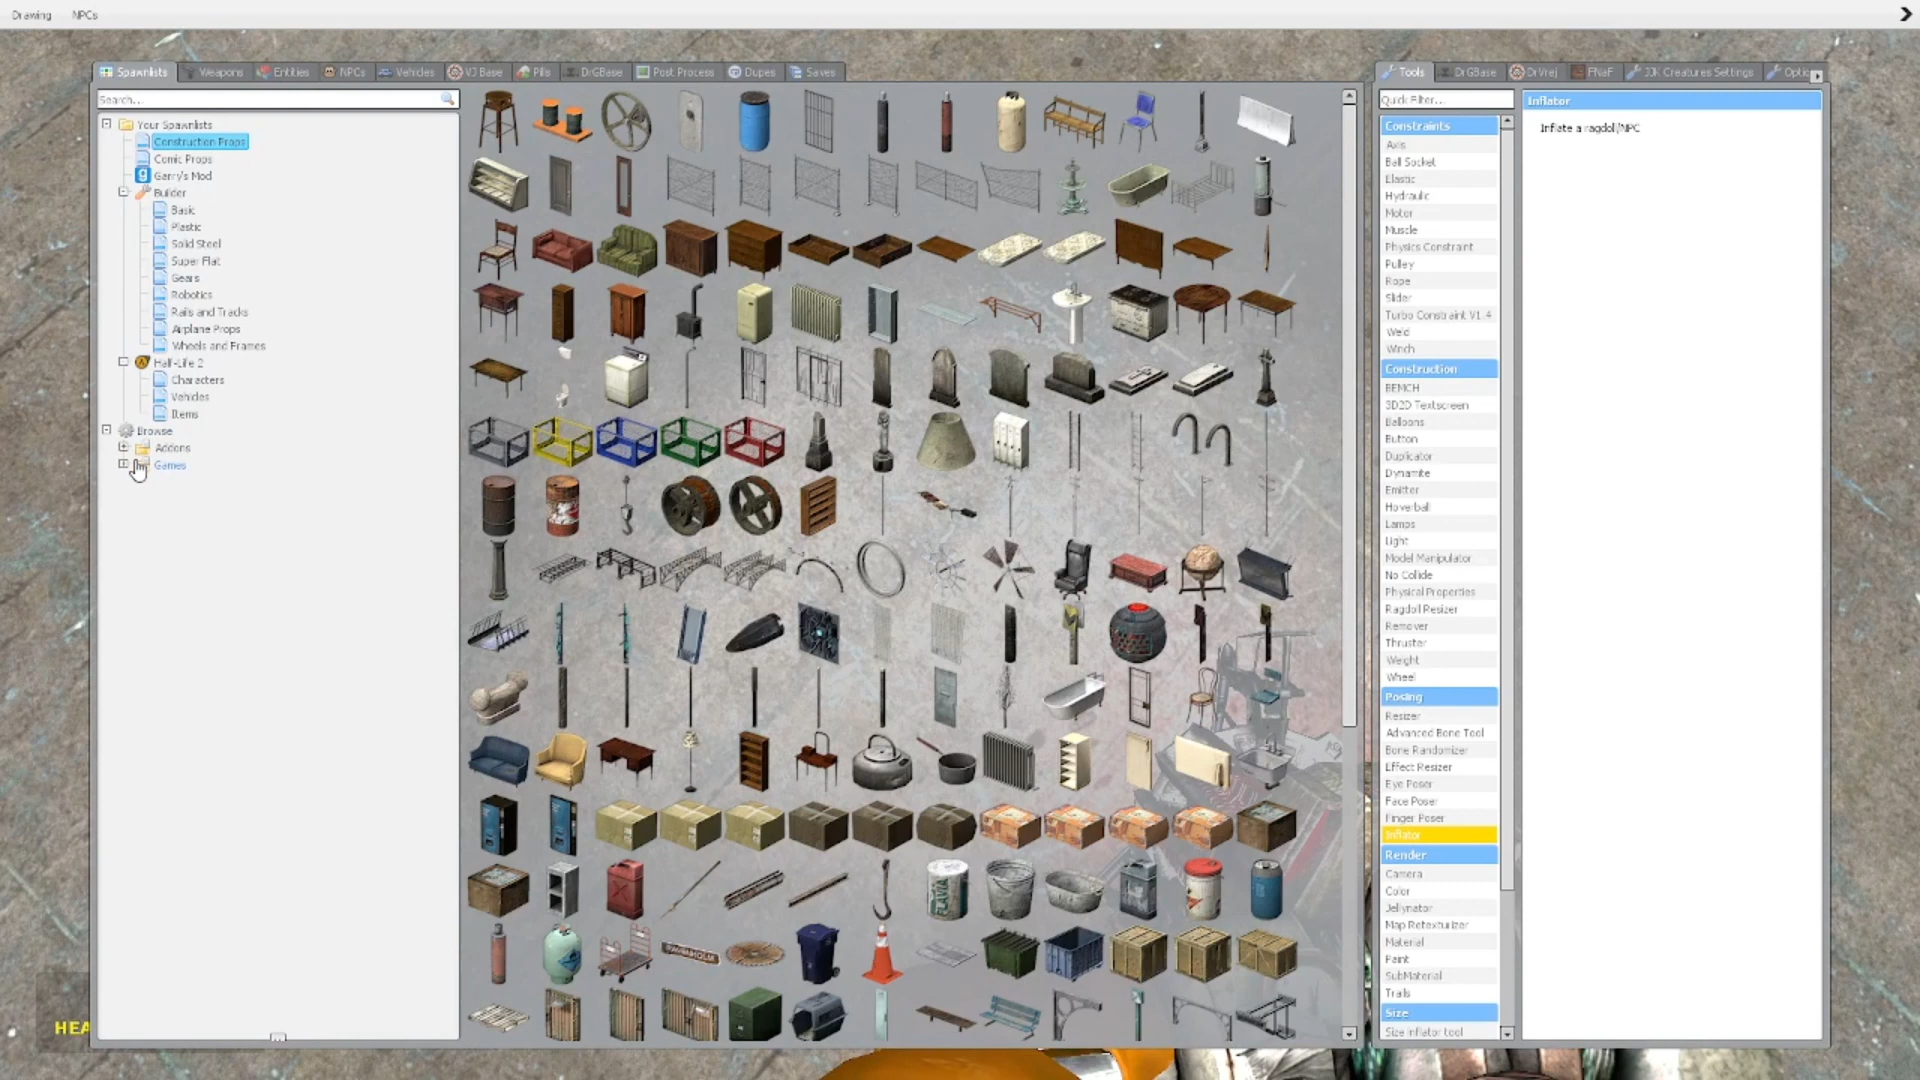 Drawing NPCs
Spawnlists Weapons Entities NPCs Vehicles VJ Base Pills DrGBase Post Process Dupes Saves
Tools DrGBase DrVrej FNaF JJK Creatures Settings Optio
Search...
Your Spawnlists
Construction Props
Comic Props
Garry's Mod
Builder
Basic
Plastic
Solid Steel
Super Flat
Gears
Robotics
Rails and Tracks
Airplane Props
Wheels and Frames
Half-Life 2
Characters
Vehicles
Items
Browse
Addons
Games
RAVENHOLM
HEA
Quick Filter...
Constraints
Axis
Ball Socket
Elastic
Hydraulic
Motor
Muscle
Physics Constraint
Pulley
Rope
Slider
Turbo Constraint V1.4
Weld
Winch
Construction
BENCH
3D2D Textscreen
Balloons
Button
Duplicator
Dynamite
Emitter
Hoverball
Lamps
Light
Model Manipulator
No Collide
Physical Properties
Ragdoll Resizer
Remover
Thruster
Weight
Wheel
Posing
Resizer
Advanced Bone Tool
Bone Randomizer
Effect Resizer
Eye Poser
Face Poser
Finger Poser
Inflator
Render
Camera
Color
Jellynator
Map Retexturizer
Material
Paint
SubMaterial
Trails
Size
Size inflator tool
Inflator
Inflate a ragdoll/NPC